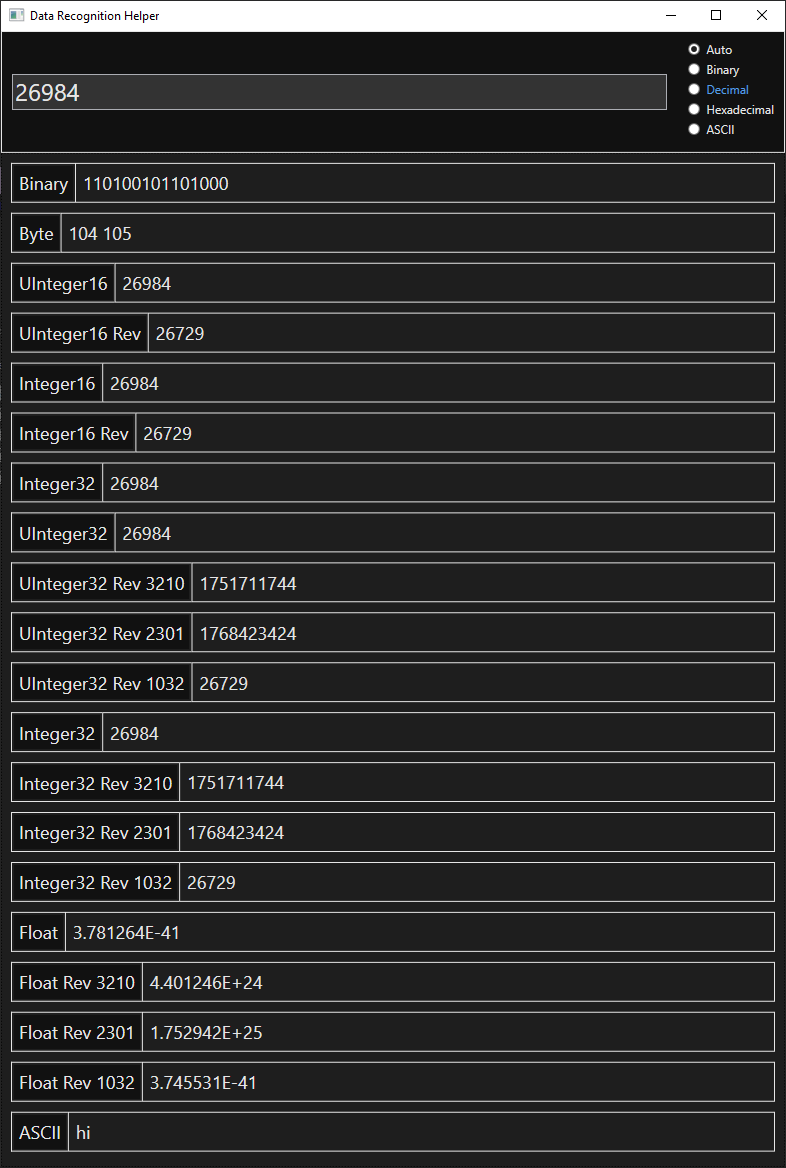 Data Recognition Helper
26984
Auto
Binary
Decimal
Hexadecimal
ASCII
Binary 110100101101000
Byte 104 105
UInteger16 26984
UInteger16 Rev 26729
Integer16 26984
Integer16 Rev 26729
Integer32 26984
UInteger32 26984
UInteger32 Rev 3210 1751711744
UInteger32 Rev 2301 1768423424
UInteger32 Rev 1032 26729
Integer32 26984
Integer32 Rev 3210 1751711744
Integer32 Rev 2301 1768423424
Integer32 Rev 1032 26729
Float 3.781264E-41
Float Rev 3210 4.401246E+24
Float Rev 2301 1.752942E+25
Float Rev 1032 3.745531E-41
ASCII hi